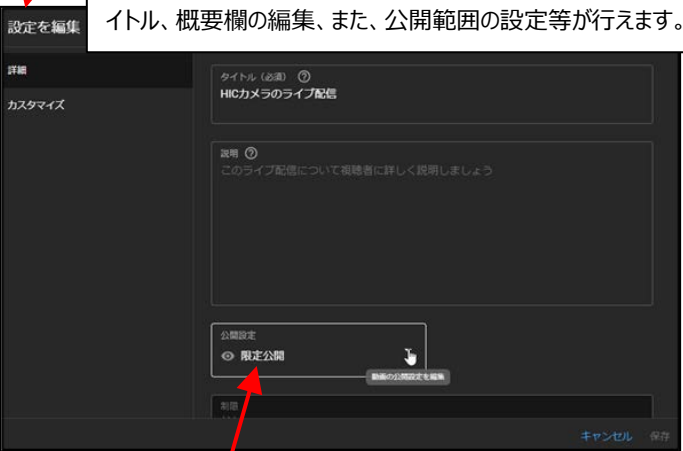 イトル、概要欄の編集、また、公開範囲の設定等が行えます。
設定を編集
詳細
カスタマイズ
タイトル（必須）
HICカメラのライブ配信
説明
このライブ配信について視聴者に詳しく説明しましょう
公開設定
限定公開
動画の公開設定を編集
制限
キャンセル 保存